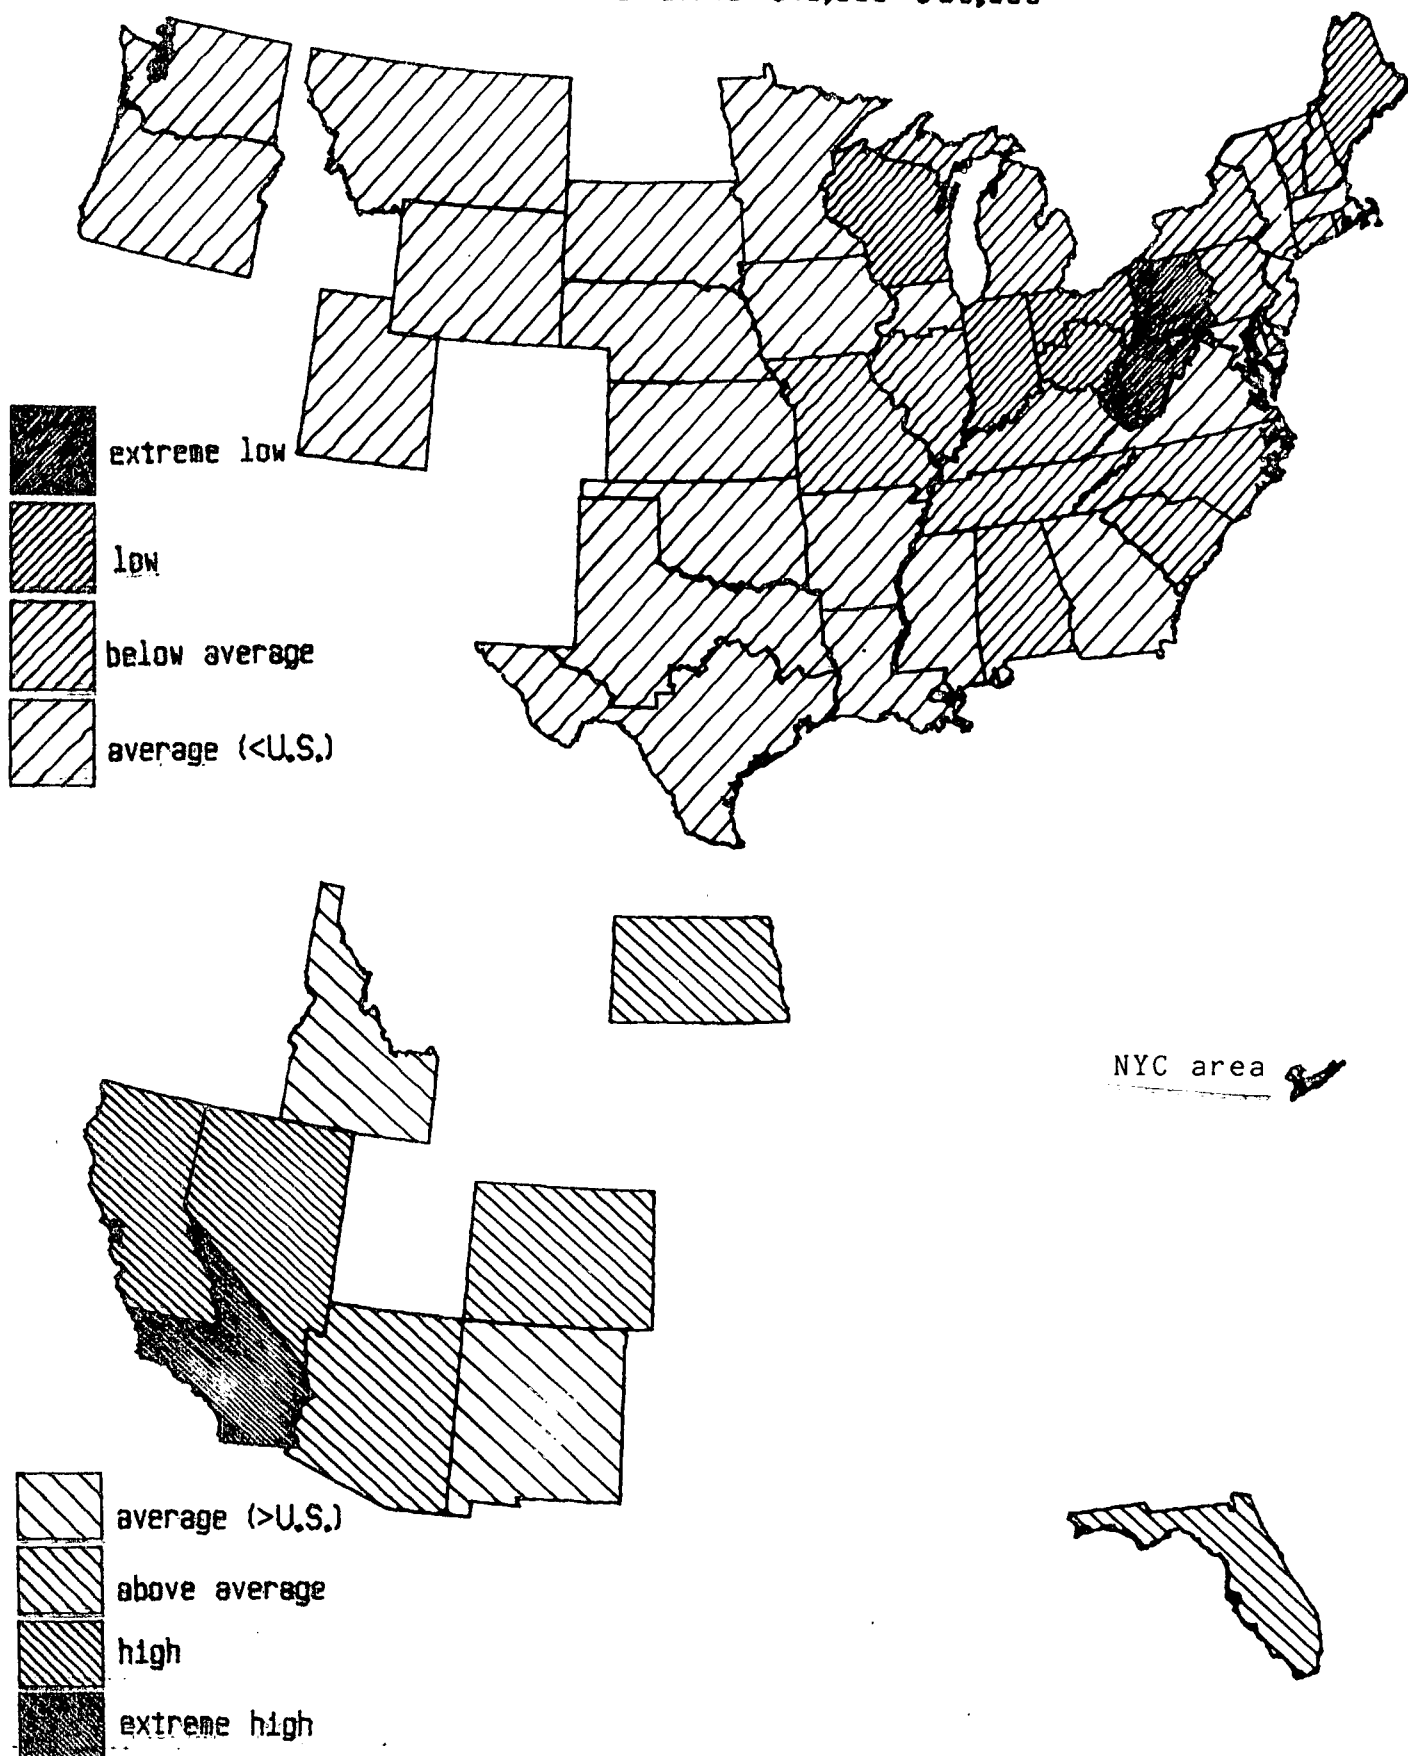 extreme low
low
below average
average (<U.S.)
NYC area
average (>U.S.)
above average
high
extreme high